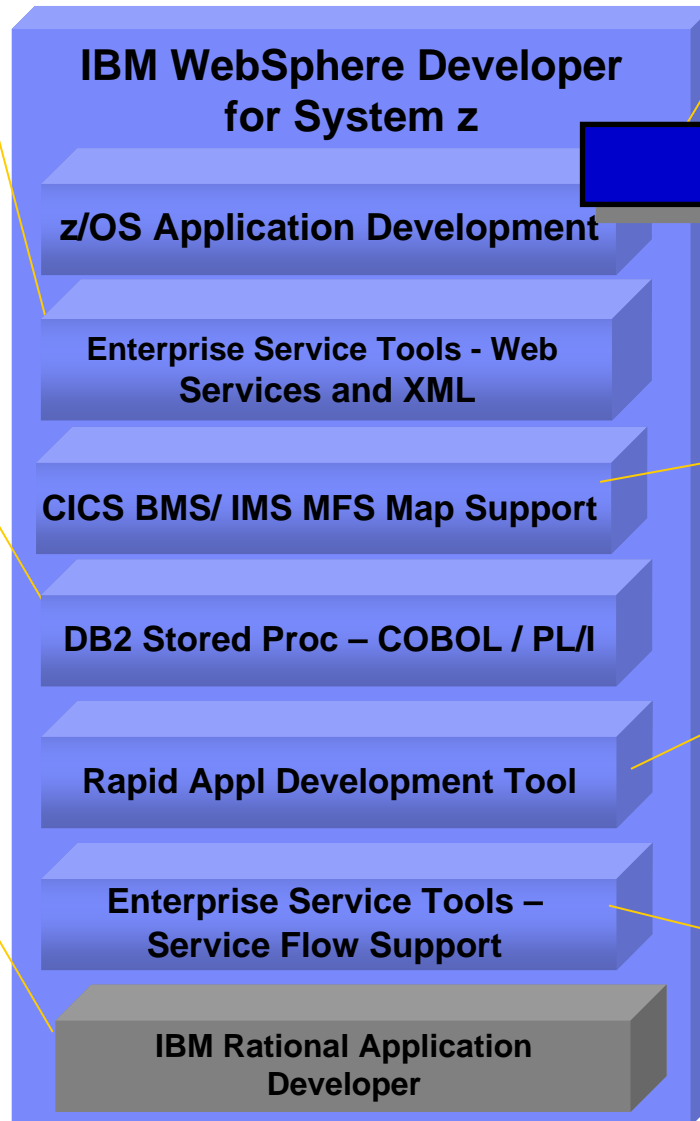 IBM WebSphere Developer
for System z
z/OS Application Development
Enterprise Service Tools - Web
Services and XML
CICS BMS/ IMS MFS Map Support
DB2 Stored Proc – COBOL / PL/I
Rapid Appl Development Tool
Enterprise Service Tools –
Service Flow Support
IBM Rational Application
Developer